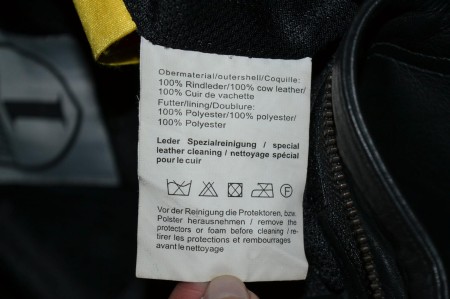 Obermaterial/outershell/Coquille:
100% Rindleder/100% cow leather/
100% Cuir de vachette
Futter/lining/Doublure:
100% Polyester/100% polyester/
100% Polyester
Leder Spezialreinigung / special
leather cleaning / nettoyage spécial
pour le cuir
F
Vor der Reinigung die Protektoren, bzw.
Polster herausnehmen / remove the
protectors or foam before cleaning / re-
tirer les protections et rembourrages
avant le nettoyage
1